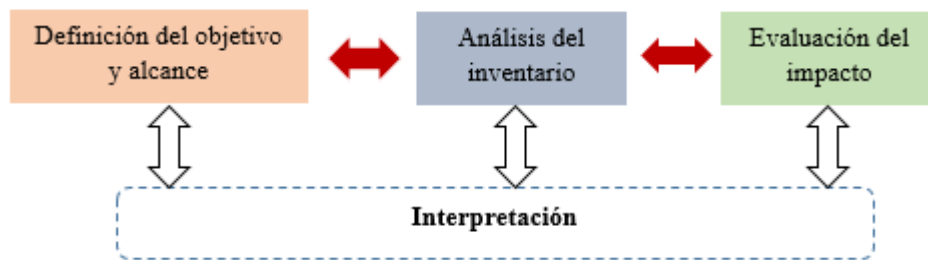 Definición del objetivo
y alcance
Análisis del
inventario
Evaluación del
impacto
Interpretación